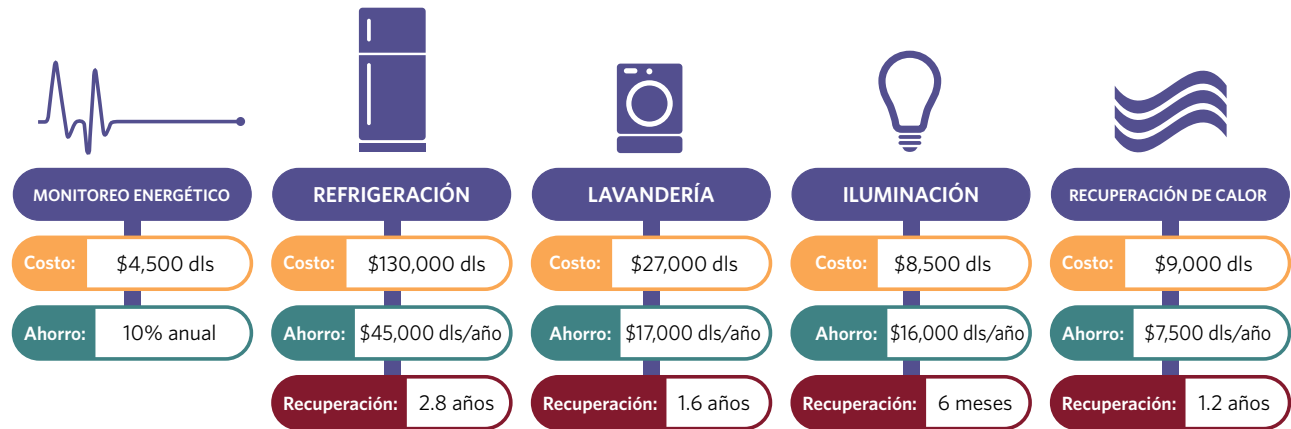 MONITOREO ENERGÉTICO
Costo: $4,500 dls
Ahorro: 10% anual
REFRIGERACIÓN
Costo: $130,000 dls
Ahorro: $45,000 dls/año
Recuperación: 2.8 años
LAVANDERÍA
Costo: $27,000 dls
Ahorro: $17,000 dls/año
Recuperación: 1.6 años
ILUMINACIÓN
Costo: $8,500 dls
Ahorro: $16,000 dls/año
Recuperación: 6 meses
RECUPERACIÓN DE CALOR
Costo: $9,000 dls
Ahorro: $7,500 dls/año
Recuperación: 1.2 años